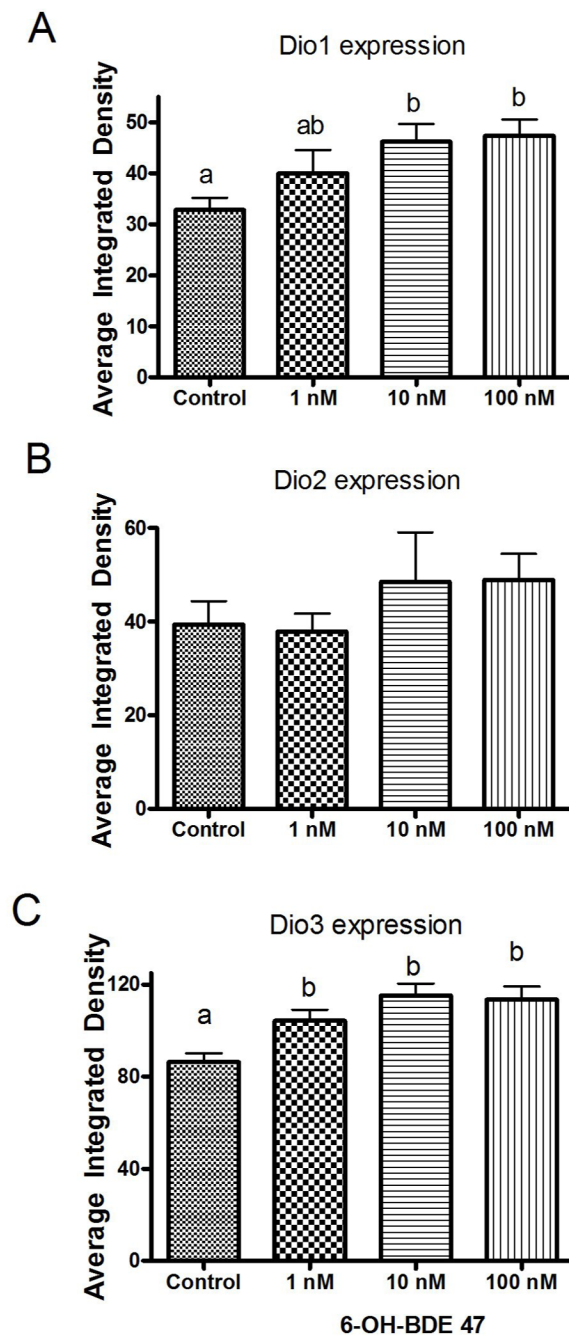 A
Dio1 expression
Average Integrated Density
50
40
30
20
10
0
a
ab
b
b
Control
1 nM
10 nM
100 nM
B
Dio2 expression
Average Integrated Density
60
40
20
0
Control
1 nM
10 nM
100 nM
C
Dio3 expression
Average Integrated Density
120
80
40
0
a
b
b
b
Control
1 nM
10 nM
100 nM
6-OH-BDE 47